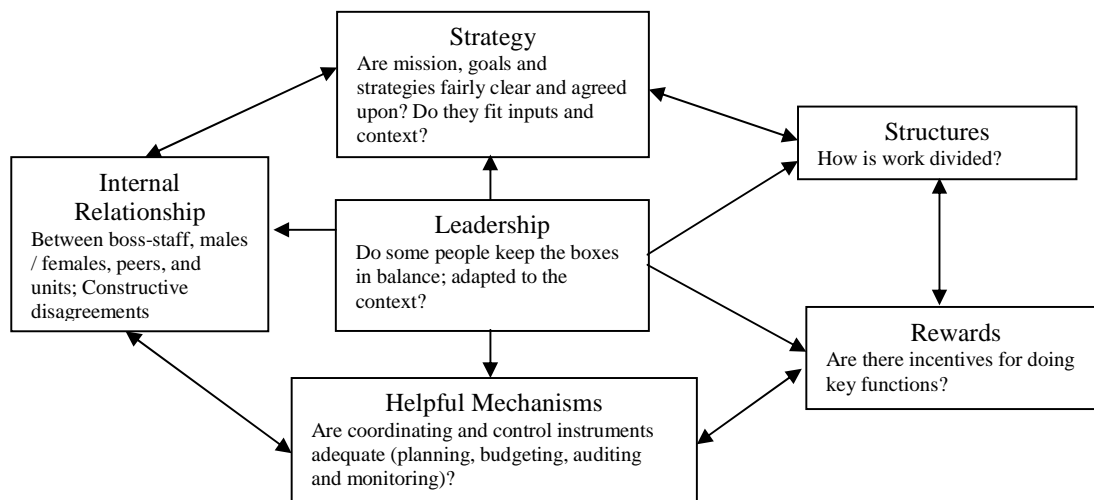 Strategy
Are mission, goals and
strategies fairly clear and agreed
upon? Do they fit inputs and
context?
Structures
How is work divided?
Internal
Relationship
Between boss-staff, males
/ females, peers, and
units; Constructive
disagreements
Leadership
Do some people keep the boxes
in balance; adapted to the
context?
Rewards
Are there incentives for doing
key functions?
Helpful Mechanisms
Are coordinating and control instruments
adequate (planning, budgeting, auditing
and monitoring)?